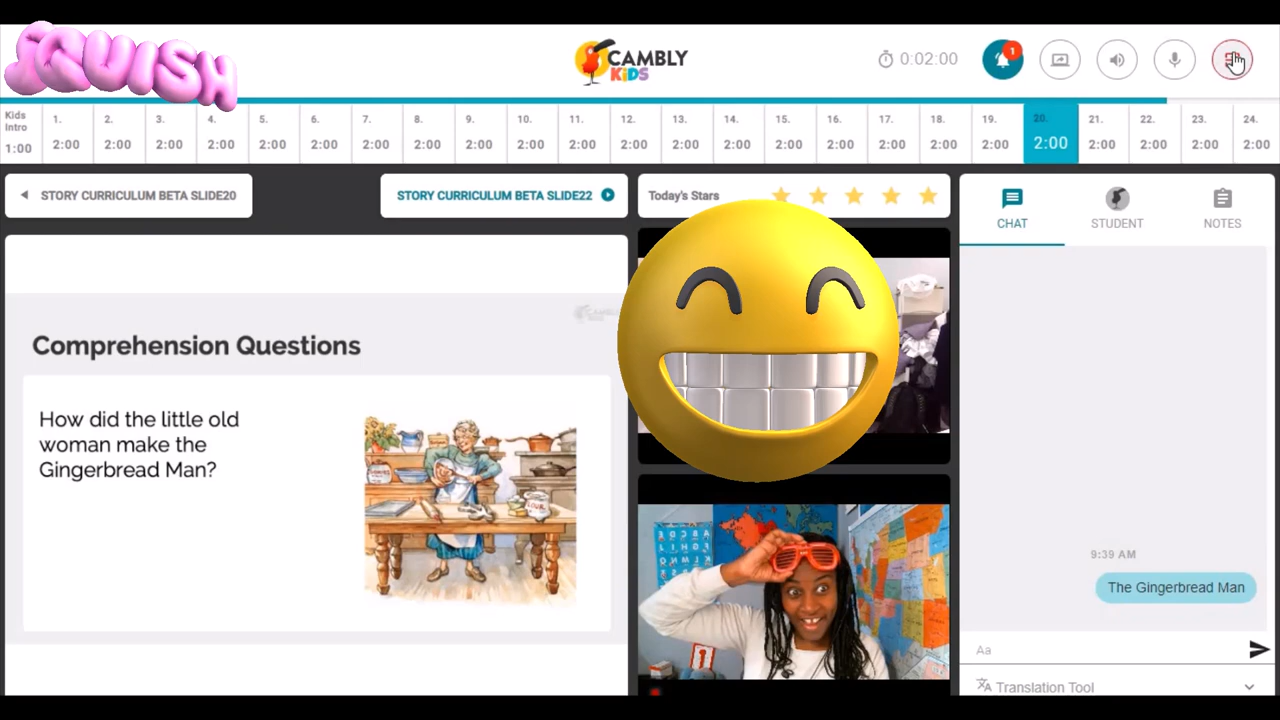 SQUISH
CAMBLY
KIDS
0:02:00
1
Kids
Intro
1:00
1.
2:00
2.
2:00
3.
2:00
4.
2:00
5.
2:00
6.
2:00
7.
2:00
8.
2:00
9.
2:00
10.
2:00
11.
2:00
12.
2:00
13.
2:00
14.
2:00
15.
2:00
16.
2:00
17.
2:00
18.
2:00
19.
2:00
20.
2:00
21.
2:00
22.
2:00
23.
2:00
24.
2:00
STORY CURRICULUM BETA SLIDE20
STORY CURRICULUM BETA SLIDE22
Today's Stars
CHAT
STUDENT
NOTES
Comprehension Questions
How did the little old
woman make the
Gingerbread Man?
9:39 AM
The Gingerbread Man
Aa
Translation Tool